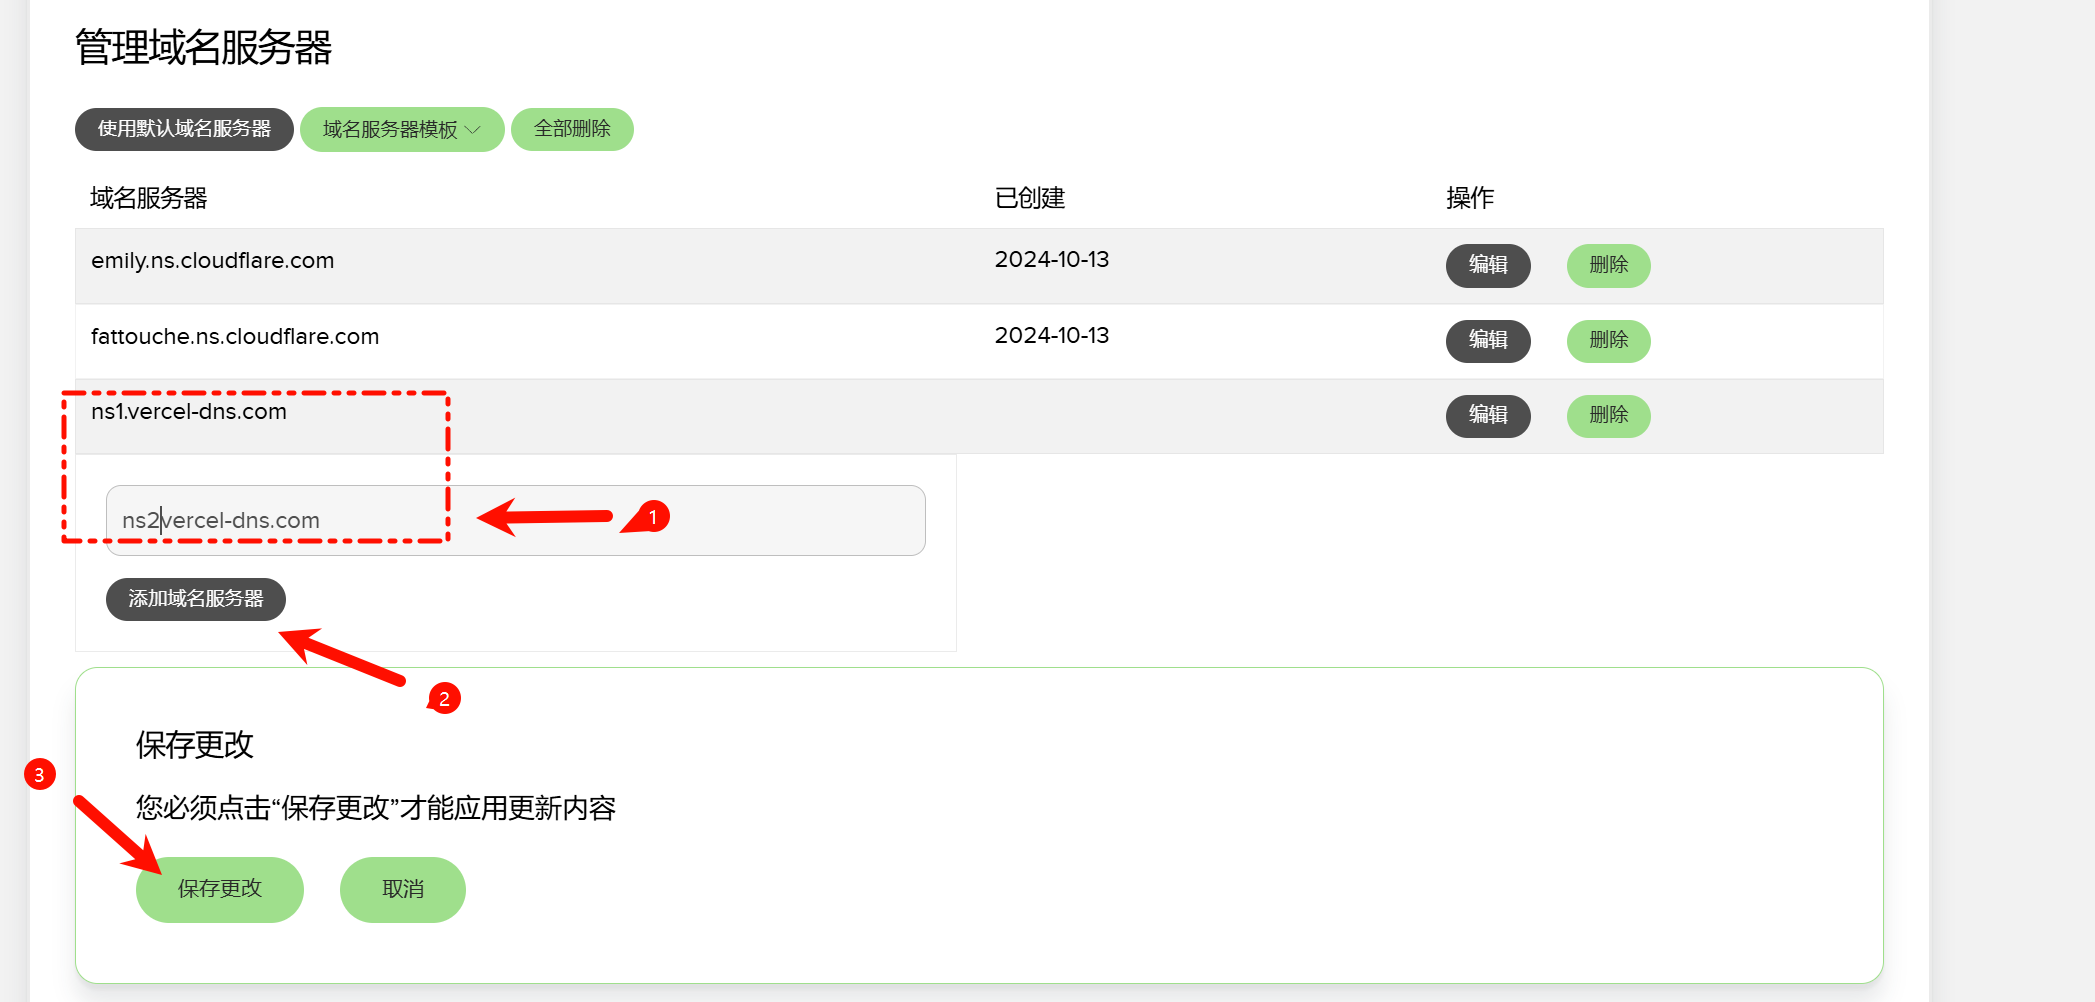 管理域名服务器
使用默认域名服务器 域名服务器模板 全部删除
域名服务器 已创建 操作
emily.ns.cloudflare.com 2024-10-13 编辑 删除
fattouche.ns.cloudflare.com 2024-10-13 编辑 删除
ns1.vercel-dns.com 编辑 删除
ns2vercel-dns.com 1
添加域名服务器
2
保存更改
3
您必须点击“保存更改”才能应用更新内容
保存更改 取消